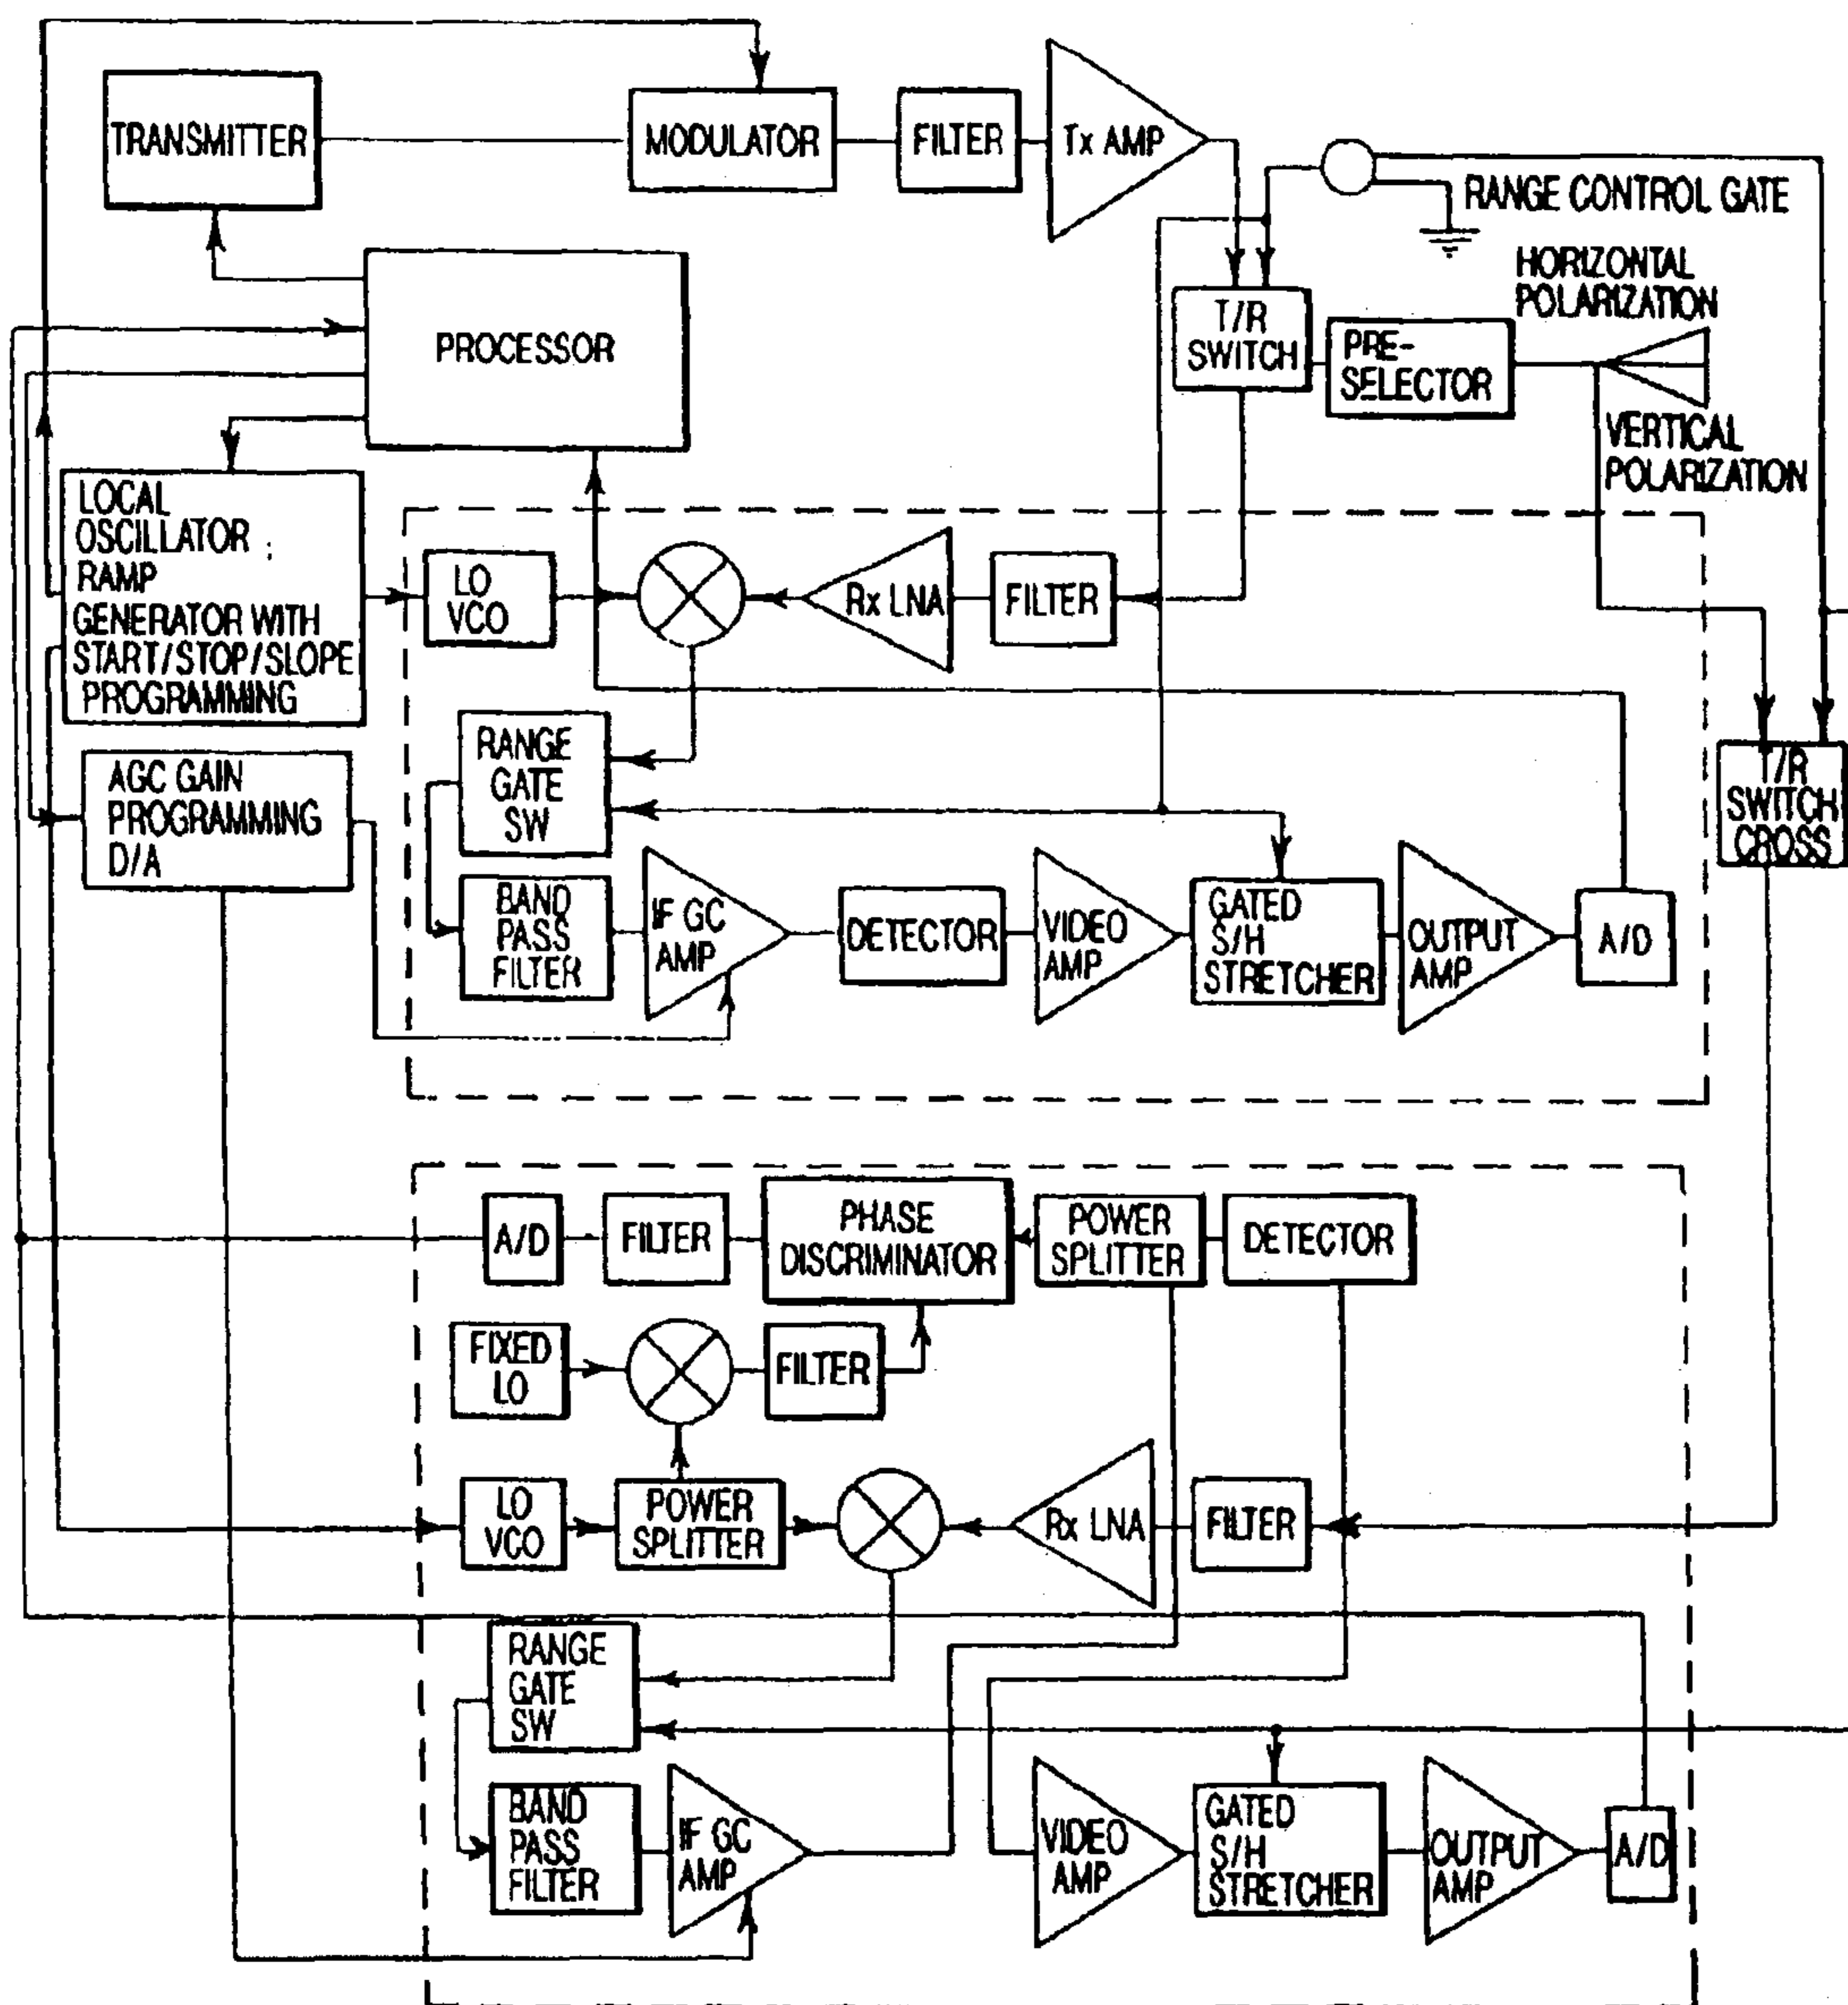 TRANSMITTER
MODULATOR
FILTER
Tx AMP
RANGE CONTROL GATE
PROCESSOR
T/R
SWITCH
PRE-
SELECTOR
HORIZONTAL
POLARIZATION
VERTICAL
POLARIZATION
LOCAL
OSCILLATOR
RAMP
GENERATOR WITH
START/STOP/SLOPE
PROGRAMMING
LO
VCO
Rx LNA
FILTER
AGC GAIN
PROGRAMMING
D/A
RANGE
GATE
SW
T/R
SWITCH
CROSS
BAND
PASS
FILTER
IF GC
AMP
DETECTOR
VIDEO
AMP
GATED
S/H
STRETCHER
OUTPUT
AMP
A/D
A/D
FILTER
PHASE
DISCRIMINATOR
POWER
SPLITTER
DETECTOR
FIXED
LO
FILTER
LO
VCO
POWER
SPLITTER
Rx LNA
FILTER
RANGE
GATE
SW
BAND
PASS
FILTER
IF GC
AMP
VIDEO
AMP
GATED
S/H
STRETCHER
OUTPUT
AMP
A/D